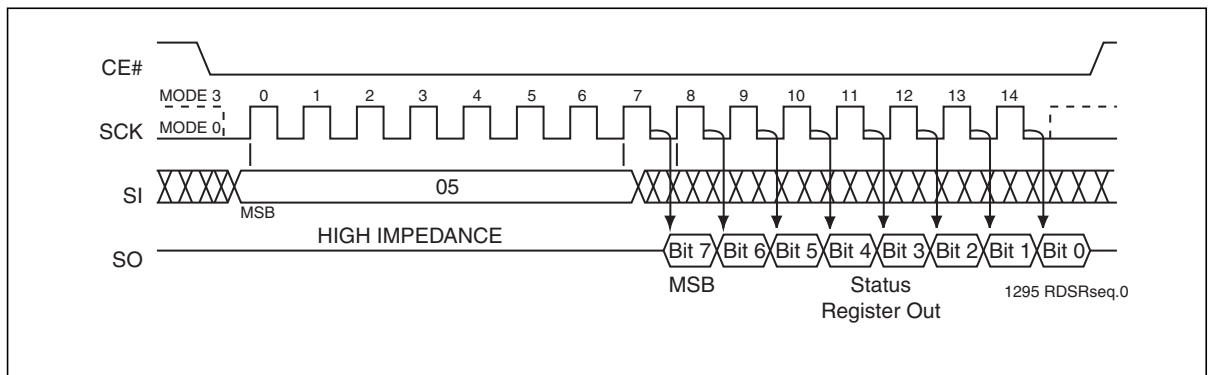 CE#
MODE 3 0 1 2 3 4 5 6 7 8 9 10 11 12 13 14
SCK
MODE 0
SI
05
MSB
HIGH IMPEDANCE
SO
Bit 7 Bit 6 Bit 5 Bit 4 Bit 3 Bit 2 Bit 1 Bit 0
MSB
Status
Register Out
1295 RDSRseq.0